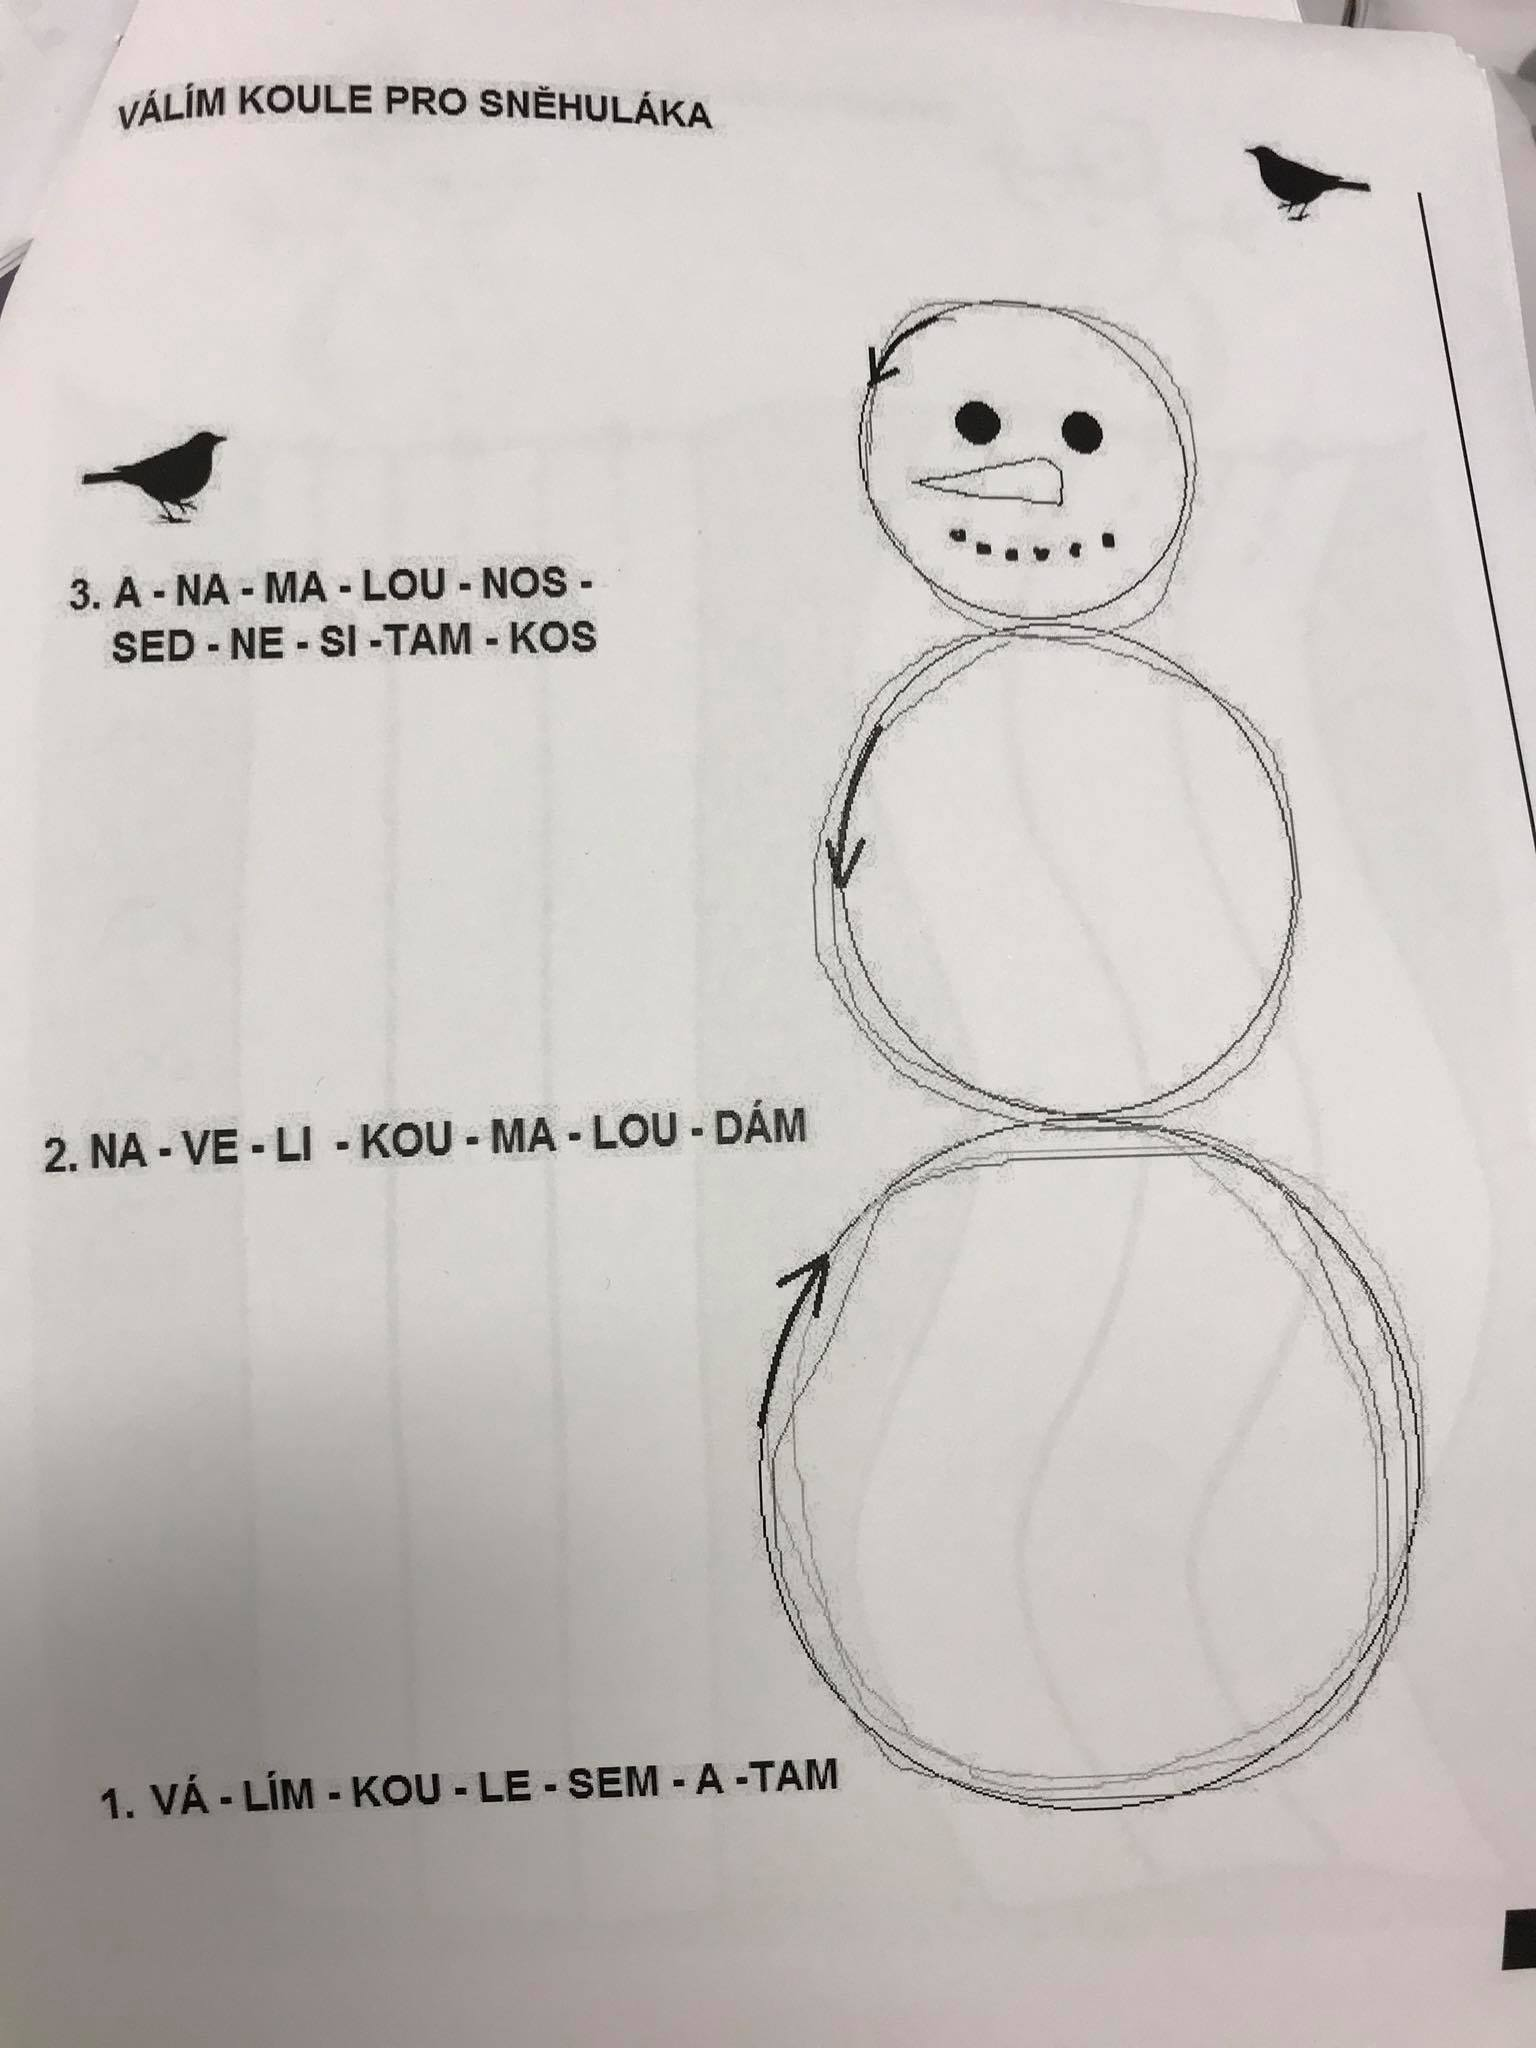 VÁLÍM KOULE PRO SNĚHULÁKA
3. A - NA - MA - LOU - NOS -
SED - NE - SI -TAM - KOS
2. NA - VE - LI - KOU - MA - LOU - DÁM
1. VÁ - LÍM - KOU - LE - SEM - A -TAM